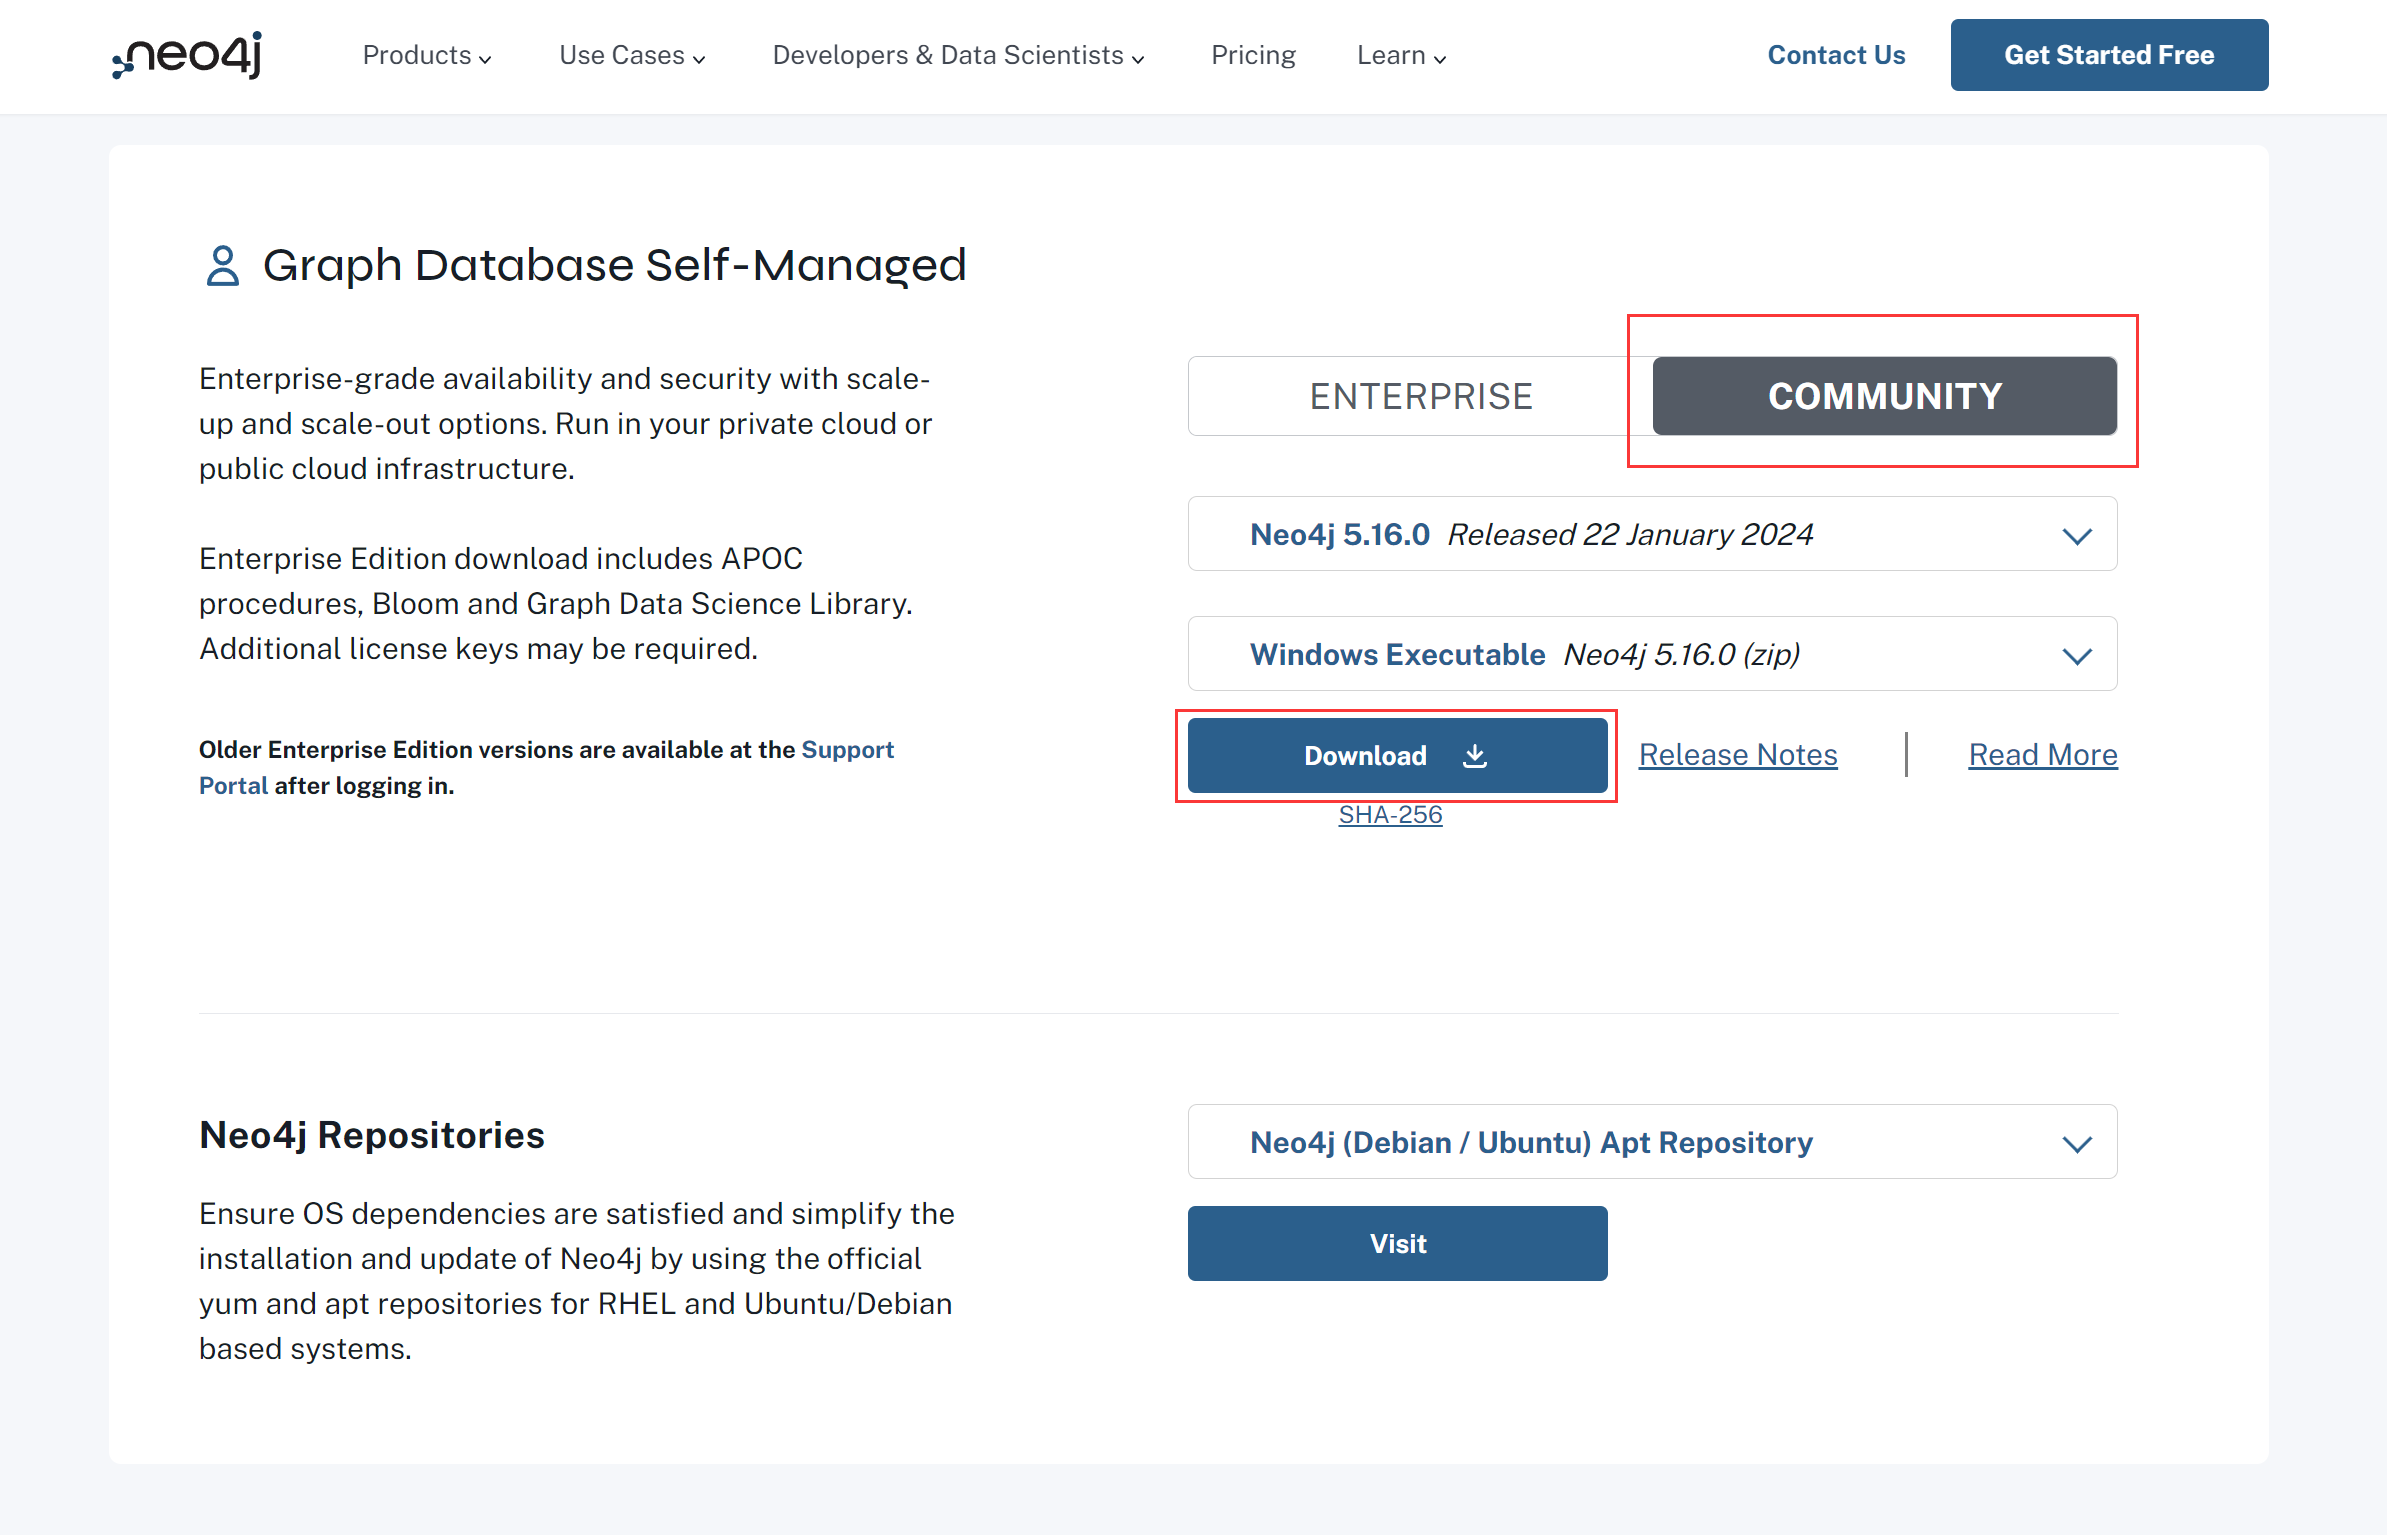 neo4j
Products
Use Cases
Developers & Data Scientists
Pricing
Learn
Contact Us
Get Started Free
Graph Database Self-Managed
Enterprise-grade availability and security with scale-
up and scale-out options. Run in your private cloud or
public cloud infrastructure.
Enterprise Edition download includes APOC
procedures, Bloom and Graph Data Science Library.
Additional license keys may be required.
Older Enterprise Edition versions are available at the Support
Portal after logging in.
ENTERPRISE
COMMUNITY
Neo4j 5.16.0 Released 22 January 2024
Windows Executable Neo4j 5.16.0 (zip)
Download
Release Notes
Read More
SHA-256
Neo4j Repositories
Ensure OS dependencies are satisfied and simplify the
installation and update of Neo4j by using the official
yum and apt repositories for RHEL and Ubuntu/Debian
based systems.
Neo4j (Debian / Ubuntu) Apt Repository
Visit